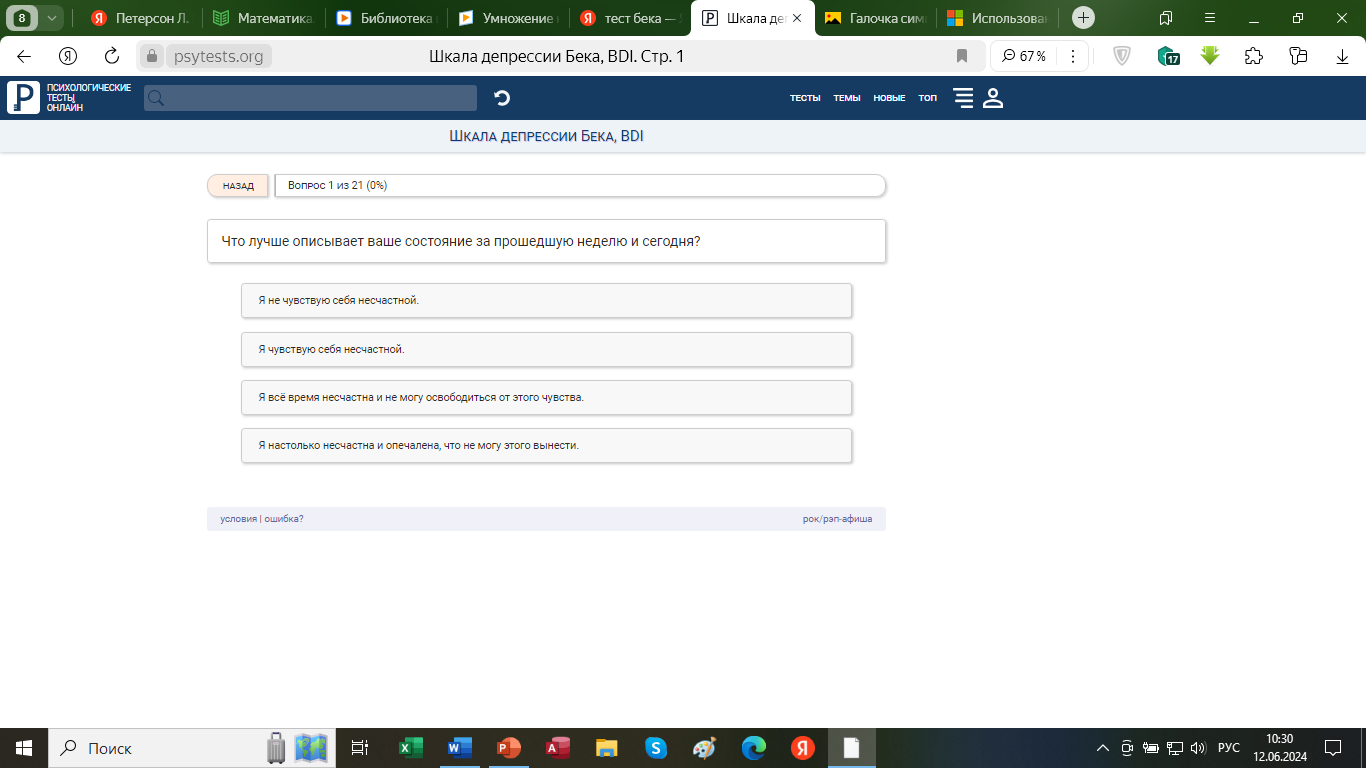 8
Петерсон Л.
Математика.
Библиотека
Умножение
тест бека —
Шкала де
Галочка сим
Использова
psytests.org
Шкала депрессии Бека, BDI. Стр. 1
67 %
17
ПСИХОЛОГИЧЕСКИЕ
ТЕСТЫ
ОНЛАЙН
ТЕСТЫ
ТЕМЫ
НОВЫЕ
ТОП
Шкала депрессии Бека, BDI
НАЗАД
Вопрос 1 из 21 (0%)
Что лучше описывает ваше состояние за прошедшую неделю и сегодня?
Я не чувствую себя несчастной.
Я чувствую себя несчастной.
Я всё время несчастна и не могу освободиться от этого чувства.
Я настолько несчастна и опечалена, что не могу этого вынести.
условия | ошибка?
рок/рэп-афиша
Поиск
РУС
10:30
12.06.2024